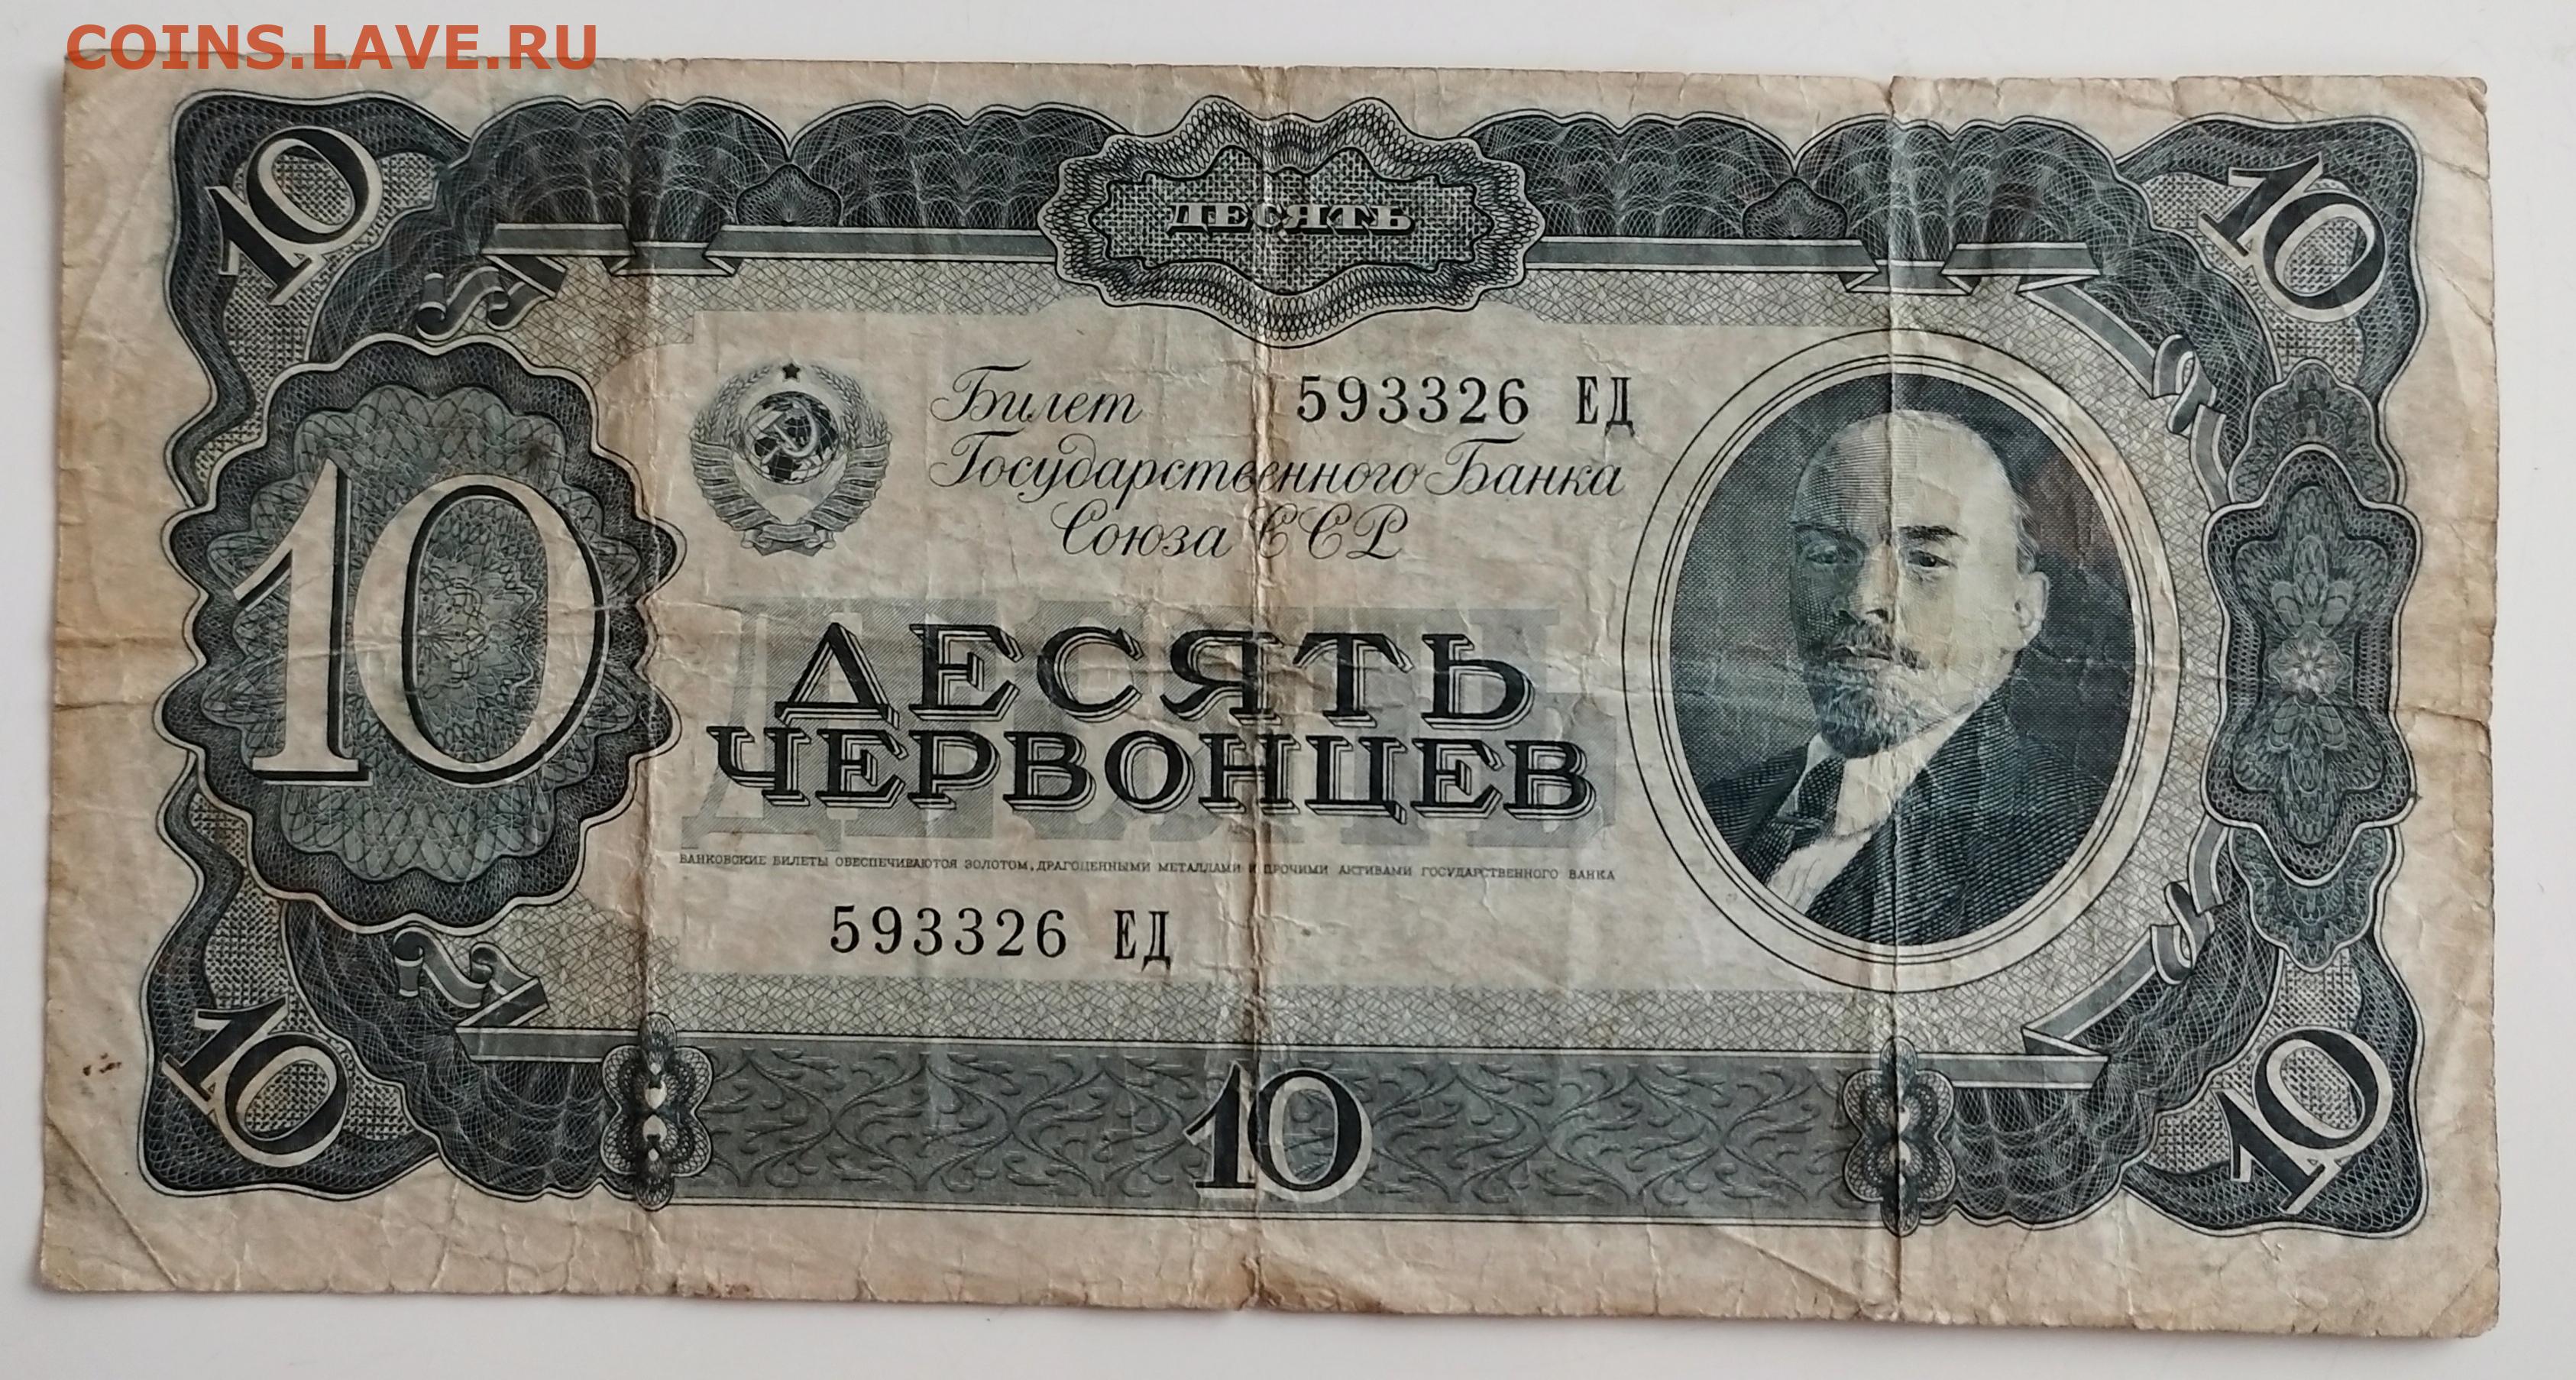 COINS.LAVE.RU
10 ДЕСЯТЬ 10
Билет 593326 ЕД
Государственного Банка
Союза ССР
10
ДЕСЯТЬ
ЧЕРВОНЦЕВ
БАНКОВСКИЕ БИЛЕТЫ ОБЕСПЕЧИВАЮТСЯ ЗОЛОТОМ, ДРАГОЦЕННЫМИ МЕТАЛЛАМИ И ПРОЧИМИ АКТИВАМИ ГОСУДАРСТВЕННОГО БАНКА
593326 ЕД
10 10 10